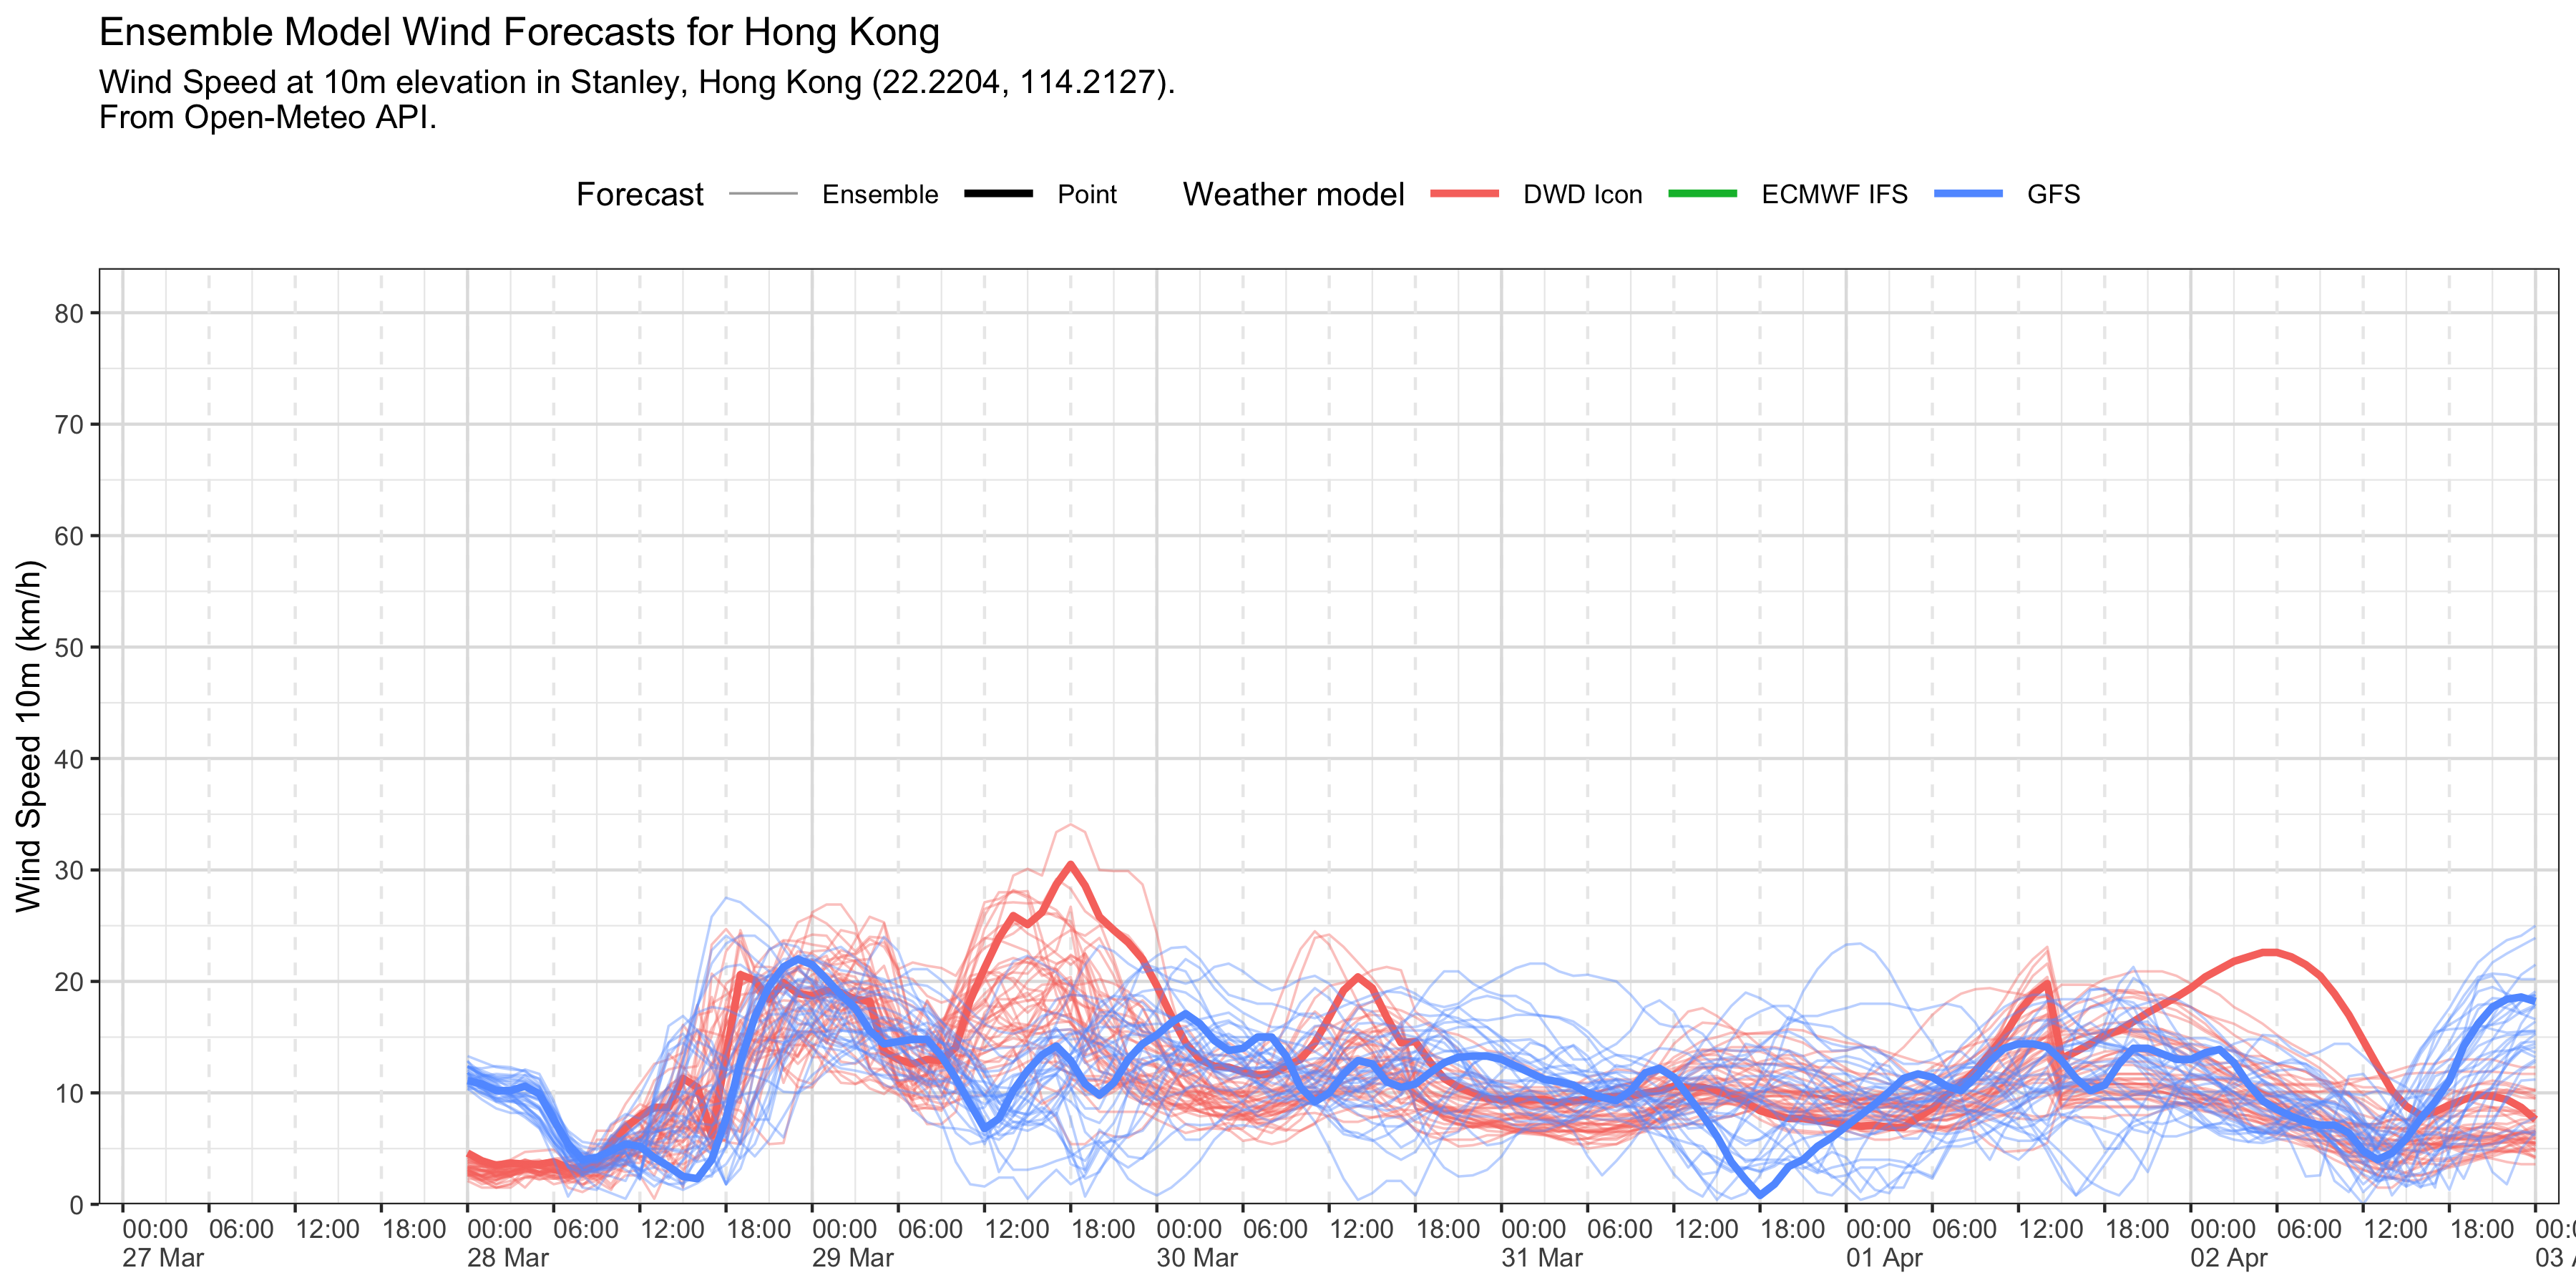 Ensemble Model Wind Forecasts for Hong Kong
Wind Speed at 10m elevation in Stanley, Hong Kong (22.2204, 114.2127).
From Open-Meteo API.
Forecast Ensemble Point Weather model DWD Icon ECMWF IFS GFS
Wind Speed 10m (km/h)
80
70
60
50
40
30
20
10
0
00:00 06:00 12:00 18:00 00:00 06:00 12:00 18:00 00:00 06:00 12:00 18:00 00:00 06:00 12:00 18:00 00:00 06:00 12:00 18:00 00:00 06:00 12:00 18:00 00:00 06:00 12:00 18:00
27 Mar 28 Mar 29 Mar 30 Mar 31 Mar 01 Apr 02 Apr 03